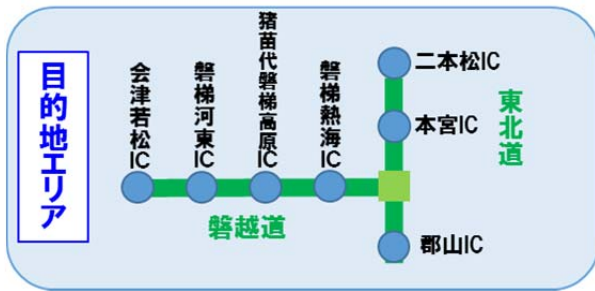 目的地エリア
会津若松IC
磐梯河東IC
猪苗代磐梯高原IC
磐梯熱海IC
磐越道
二本松IC
本宮IC
郡山IC
東北道